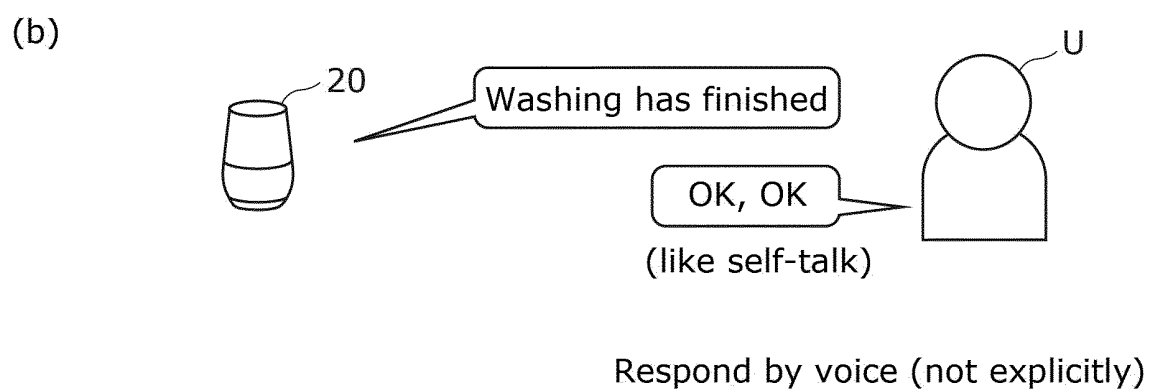 (b)
U
20
Washing has finished
OK, OK
(like self-talk)
Respond by voice (not explicitly)